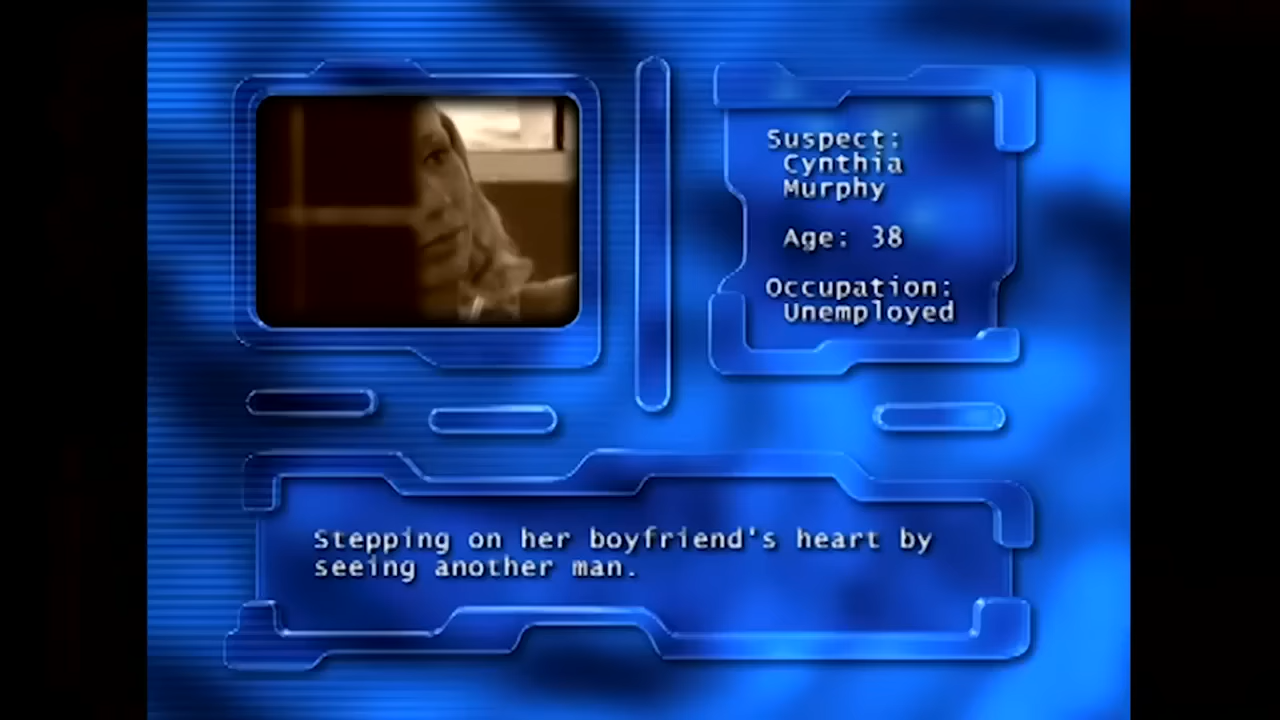 Suspect:
Cynthia
Murphy
Age: 38
Occupation:
Unemployed
Stepping on her boyfriend's heart by
seeing another man.